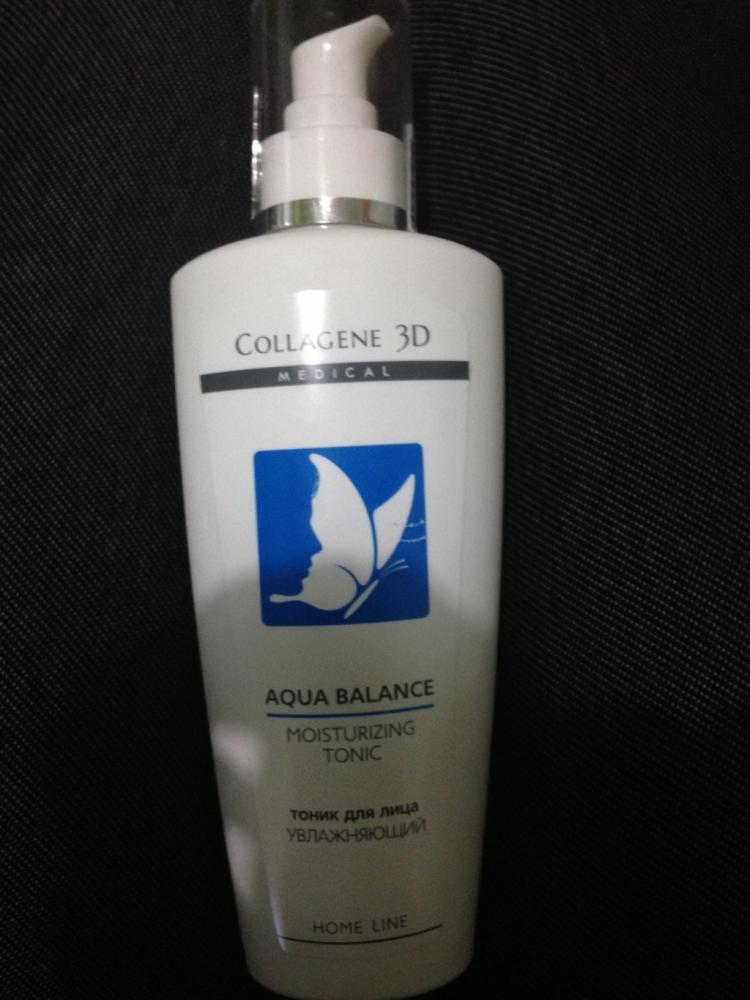 COLLAGENE 3D
MEDICAL
AQUA BALANCE
MOISTURIZING
TONIC
тоник для лица
УВЛАЖНЯЮЩИЙ
HOME LINE